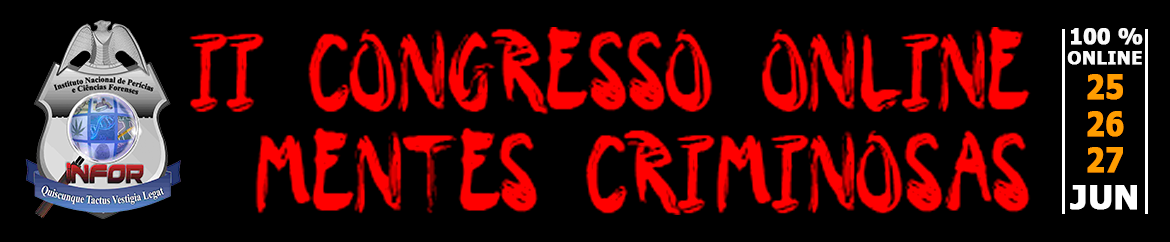 Instituto Nacional de Perícias
e Ciências Forenses
INFOR
Quiscunque Tactus Vestigia Legat
II CONGRESSO ONLINE
MENTES CRIMINOSAS
100 %
ONLINE
25
26
27
JUN